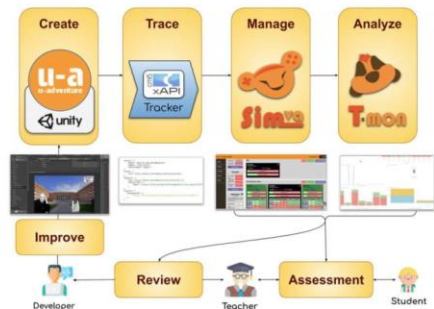 Create
Trace
Manage
Analyze
u-a
u-adventure
unity
xAPI
Tracker
Simva
T-mon
Improve
Review
Assessment
Developer
Teacher
Student